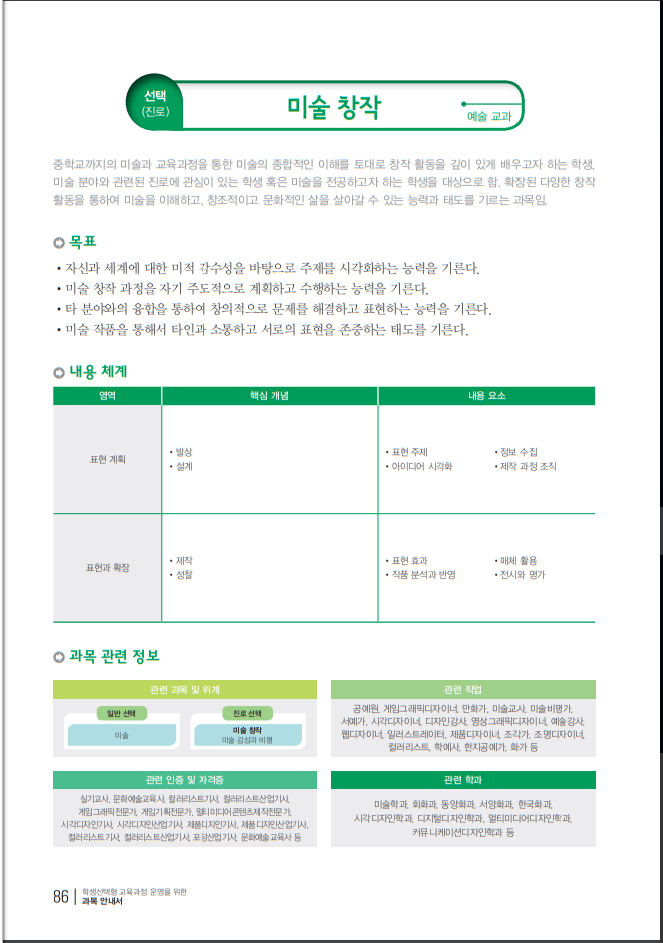 선택
(진로)
미술 창작
예술 교과
중학교까지의 미술과 교육과정을 통한 미술의 종합적인 이해를 토대로 창작 활동을 깊이 있게 배우고자 하는 학생,
미술 분야와 관련된 진로에 관심이 있는 학생 혹은 미술을 전공하고자 하는 학생을 대상으로 함. 확장된 다양한 창작
활동을 통하여 미술을 이해하고, 창조적이고 문화적인 삶을 살아갈 수 있는 능력과 태도를 기르는 과목임.
목표
• 자신과 세계에 대한 미적 감수성을 바탕으로 주제를 시각화하는 능력을 기른다.
• 미술 창작 과정을 자기 주도적으로 계획하고 수행하는 능력을 기른다.
• 타 분야와의 융합을 통하여 창의적으로 문제를 해결하고 표현하는 능력을 기른다.
• 미술 작품을 통해서 타인과 소통하고 서로의 표현을 존중하는 태도를 기른다.
내용 체계
영역 핵심 개념 내용 요소
표현 계획
• 발상
• 설계
• 표현 주제 • 정보 수집
• 아이디어 시각화 • 제작 과정 조직
표현과 확장
• 제작
• 성찰
• 표현 효과 • 매체 활용
• 작품 분석과 반영 • 전시와 평가
과목 관련 정보
관련 과목 및 위계
일반 선택
미술
진로 선택
미술 창작
미술 감상과 비평
관련 직업
공예원, 게임그래픽디자이너, 만화가, 미술교사, 미술비평가,
서예가, 시각디자이너, 디자인강사, 영상그래픽디자이너, 예술강사,
웹디자이너, 일러스트레이터, 제품디자이너, 조각가, 조명디자이너,
컬러리스트, 학예사, 한지공예가, 화가 등
관련 인증 및 자격증
실기교사, 문화예술교육사, 컬러리스트기사, 컬러리스트산업기사,
게임그래픽전문가, 게임기획전문가, 멀티미디어콘텐츠제작전문가,
시각디자인기사, 시각디자인산업기사, 제품디자인기사, 제품디자인산업기사,
컬러리스트기사, 컬러리스트산업기사, 포장산업기사, 문화예술교육사 등
관련 학과
미술학과, 회화과, 동양화과, 서양화과, 한국화과,
시각디자인학과, 디지털디자인학과, 멀티미디어디자인학과,
커뮤니케이션디자인학과 등
86
학생선택형 교육과정 운영을 위한
과목 안내서